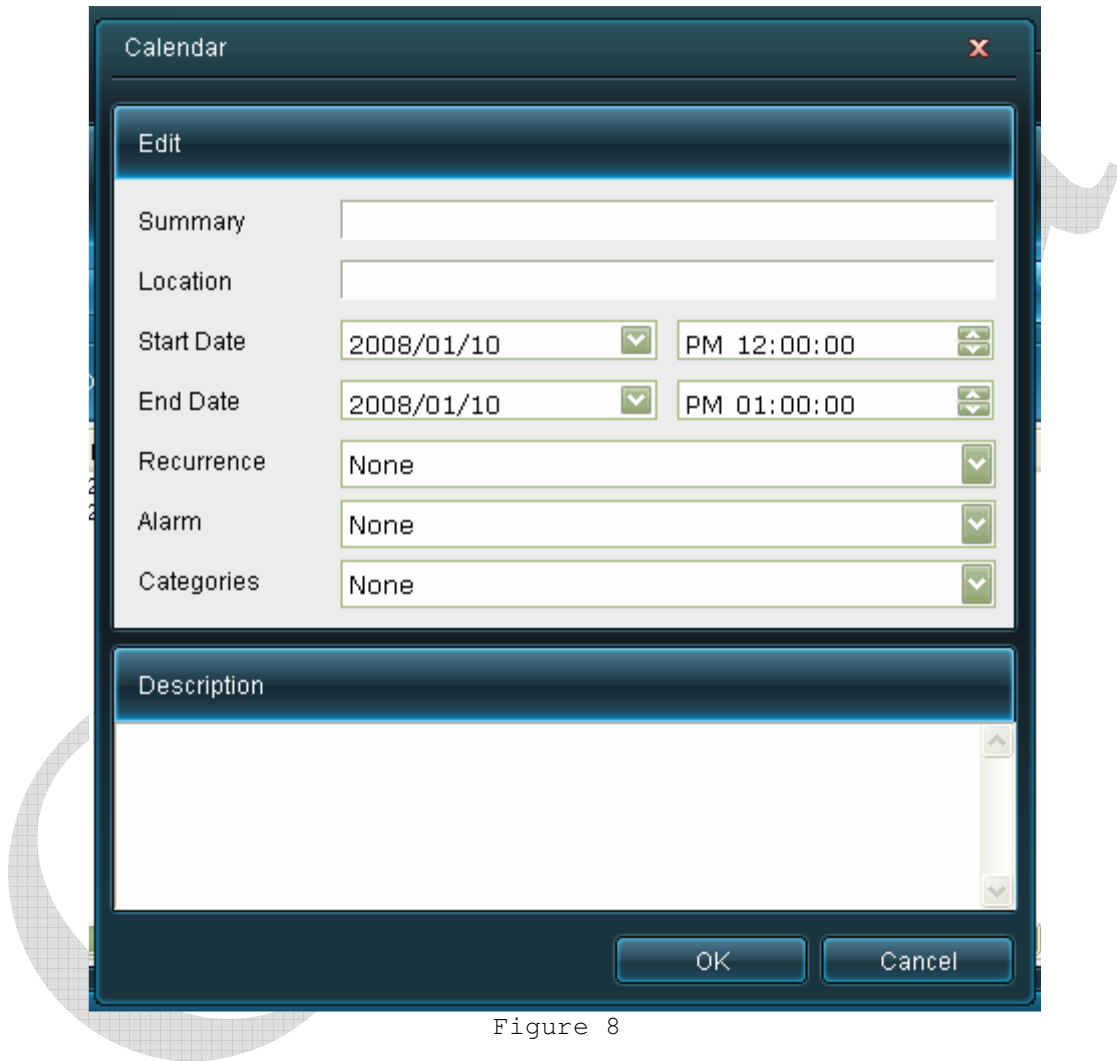 Calendar x
Edit
Summary
Location
Start Date 2008/01/10 PM 12:00:00
End Date 2008/01/10 PM 01:00:00
Recurrence None
Alarm None
Categories None
Description
OK Cancel
Figure 8